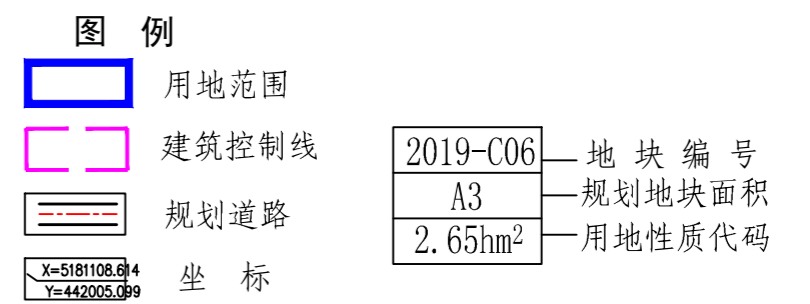 图 例
用地范围
建筑控制线
规划道路
X=5181108.614
Y=442005.099
坐 标
2019-C06 地 块 编 号
A3 规划地块面积
2.65hm² 用地性质代码